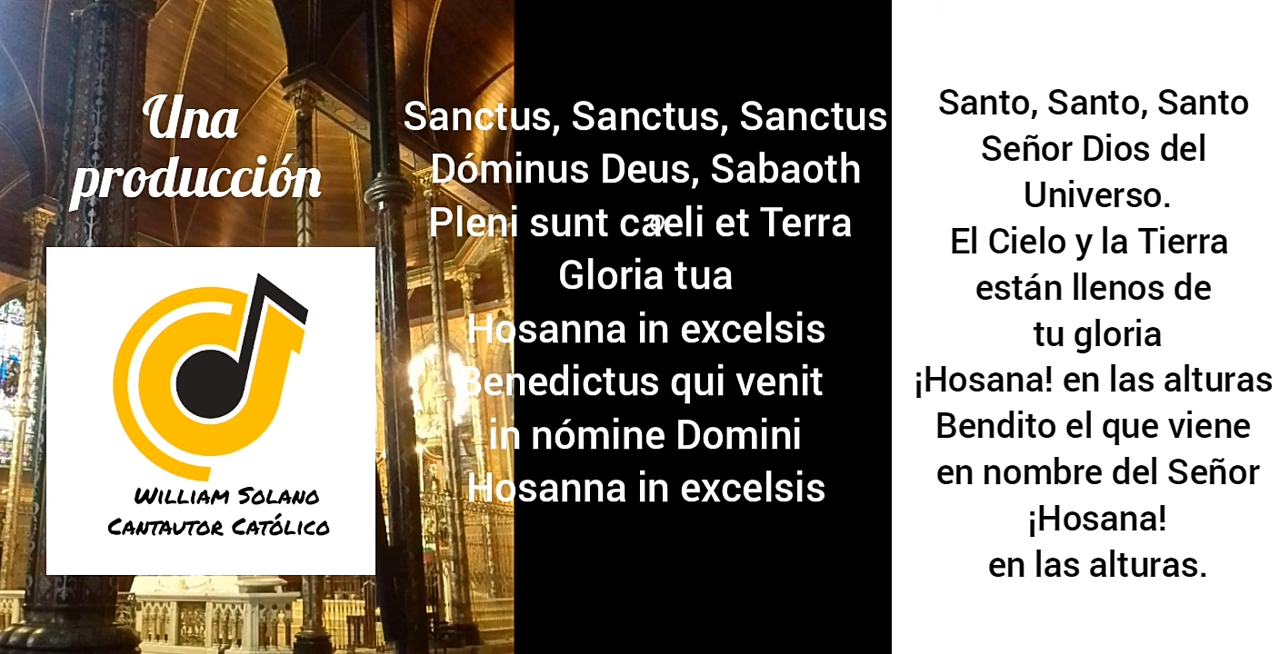 Una
producción
WILLIAM SOLANO
CANTAUTOR CATÓLICO
Sanctus, Sanctus, Sanctus
Dóminus Deus, Sabaoth
Pleni sunt caeli et Terra
Gloria tua
Hosanna in excelsis
Benedictus qui venit
in nómine Domini
Hosanna in excelsis
Santo, Santo, Santo
Señor Dios del
Universo.
El Cielo y la Tierra
están llenos de
tu gloria
¡Hosana! en las alturas
Bendito el que viene
en nombre del Señor
¡Hosana!
en las alturas.